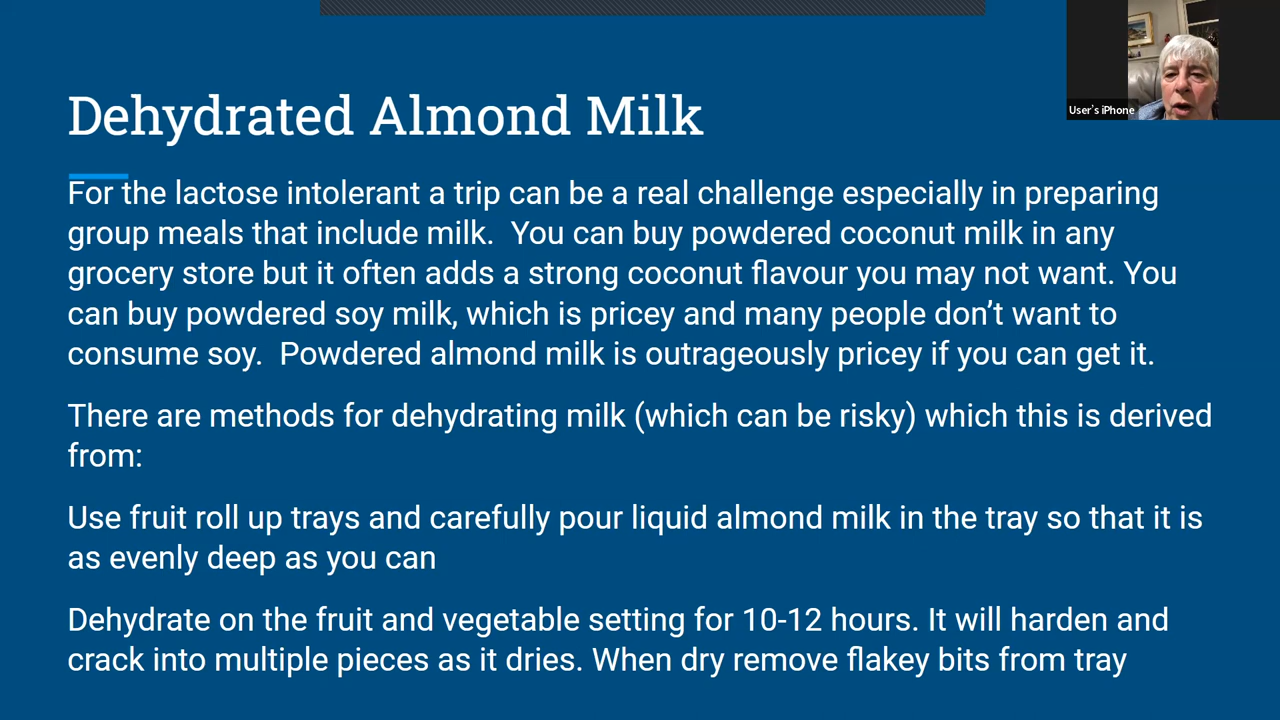 Dehydrated Almond Milk
User's iPhone
For the lactose intolerant a trip can be a real challenge especially in preparing
group meals that include milk.  You can buy powdered coconut milk in any
grocery store but it often adds a strong coconut flavour you may not want. You
can buy powdered soy milk, which is pricey and many people don’t want to
consume soy.  Powdered almond milk is outrageously pricey if you can get it.
There are methods for dehydrating milk (which can be risky) which this is derived
from:
Use fruit roll up trays and carefully pour liquid almond milk in the tray so that it is
as evenly deep as you can
Dehydrate on the fruit and vegetable setting for 10-12 hours. It will harden and
crack into multiple pieces as it dries. When dry remove flakey bits from tray